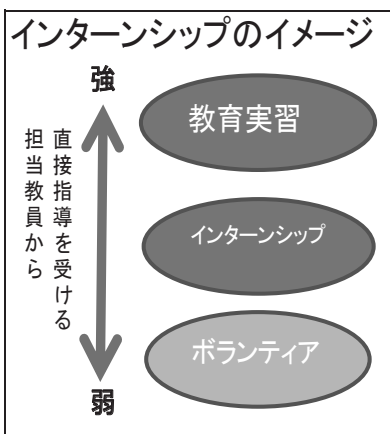 インターンシップのイメージ
強
教育実習
直接指導を受ける
担当教員から
インターンシップ
ボランティア
弱